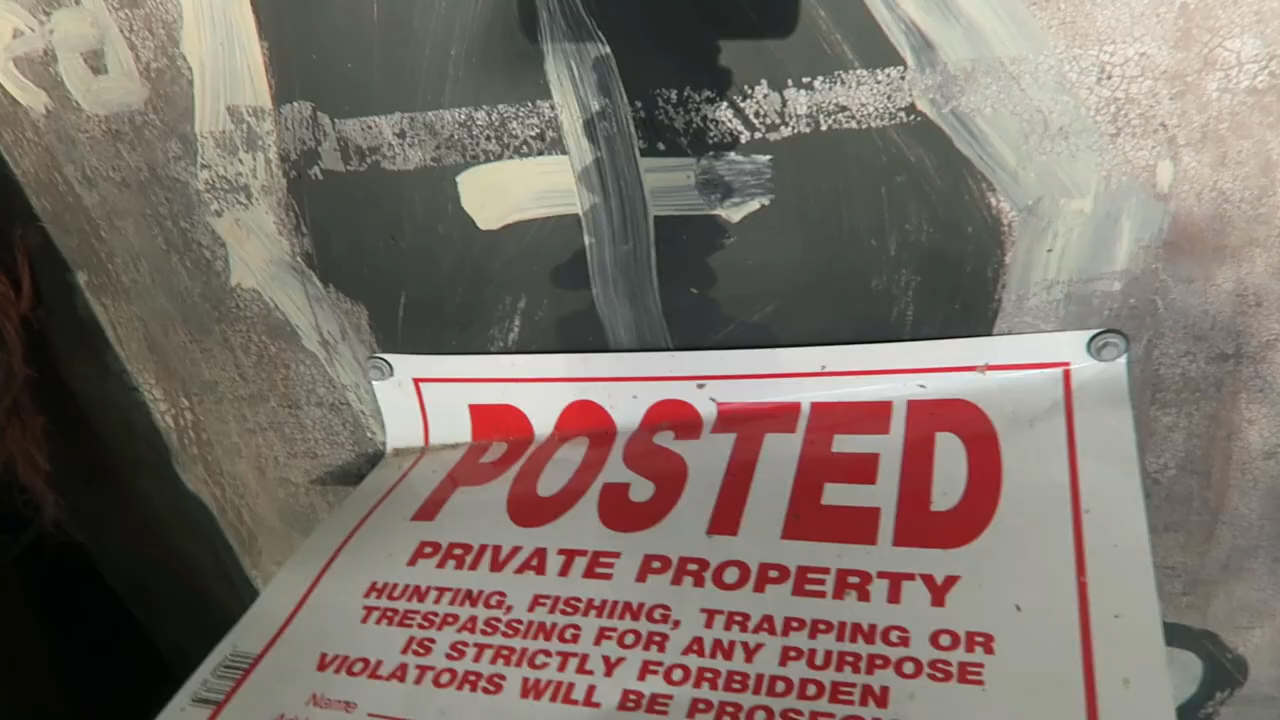 POSTED
PRIVATE PROPERTY
HUNTING, FISHING, TRAPPING OR
TRESPASSING FOR ANY PURPOSE
IS STRICTLY FORBIDDEN
VIOLATORS WILL BE
Name